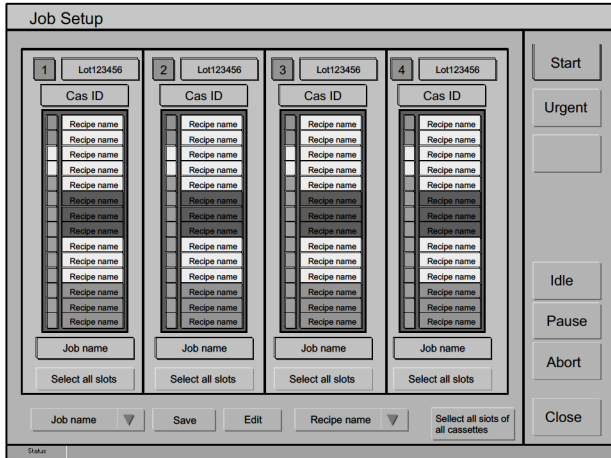 Job Setup
1 Lot123456
Cas ID
Recipe name
Recipe name
Recipe name
Recipe name
Recipe name
Recipe name
Recipe name
Recipe name
Recipe name
Recipe name
Recipe name
Recipe name
Recipe name
Recipe name
Job name
Select all slots
2 Lot123456
Cas ID
Recipe name
Recipe name
Recipe name
Recipe name
Recipe name
Recipe name
Recipe name
Recipe name
Recipe name
Recipe name
Recipe name
Recipe name
Recipe name
Recipe name
Job name
Select all slots
3 Lot123456
Cas ID
Recipe name
Recipe name
Recipe name
Recipe name
Recipe name
Recipe name
Recipe name
Recipe name
Recipe name
Recipe name
Recipe name
Recipe name
Recipe name
Recipe name
Job name
Select all slots
4 Lot123456
Cas ID
Recipe name
Recipe name
Recipe name
Recipe name
Recipe name
Recipe name
Recipe name
Recipe name
Recipe name
Recipe name
Recipe name
Recipe name
Recipe name
Recipe name
Job name
Select all slots
Job name Save Edit Recipe name
Sellect all siots of
all cassettes
Start
Urgent
Idle
Pause
Abort
Close
Status